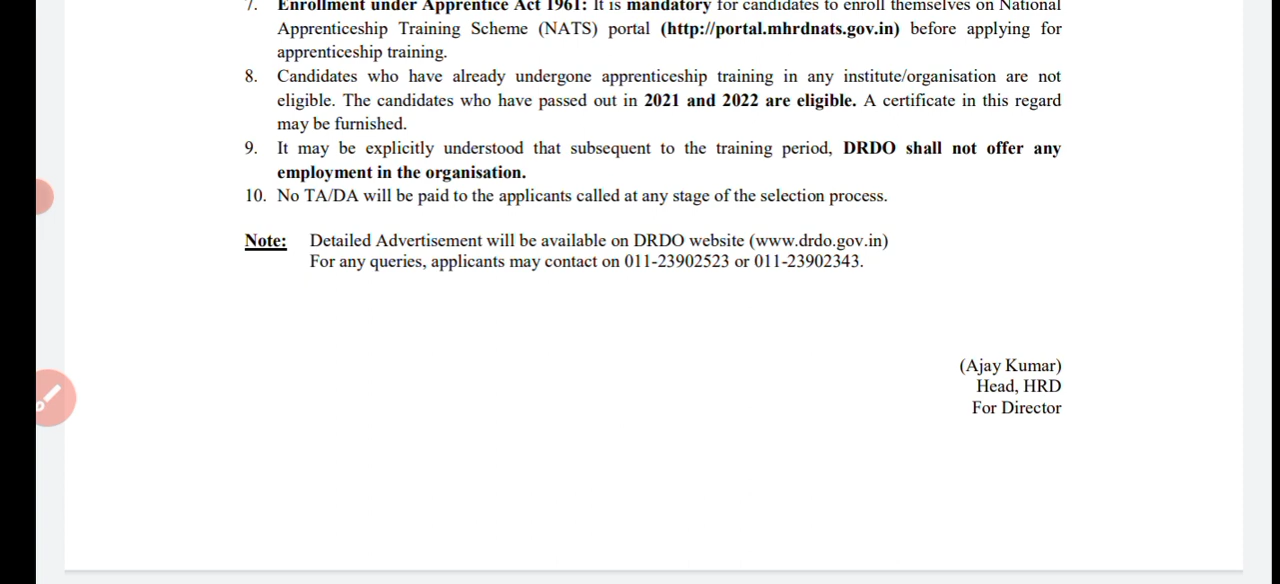 7. Enrollment under Apprentice Act 1961: It is mandatory for candidates to enroll themselves on National
Apprenticeship Training Scheme (NATS) portal (http://portal.mhrdnats.gov.in) before applying for
apprenticeship training.
8. Candidates who have already undergone apprenticeship training in any institute/organisation are not
eligible. The candidates who have passed out in 2021 and 2022 are eligible. A certificate in this regard
may be furnished.
9. It may be explicitly understood that subsequent to the training period, DRDO shall not offer any
employment in the organisation.
10. No TA/DA will be paid to the applicants called at any stage of the selection process.
Note: Detailed Advertisement will be available on DRDO website (www.drdo.gov.in)
For any queries, applicants may contact on 011-23902523 or 011-23902343.
(Ajay Kumar)
Head, HRD
For Director